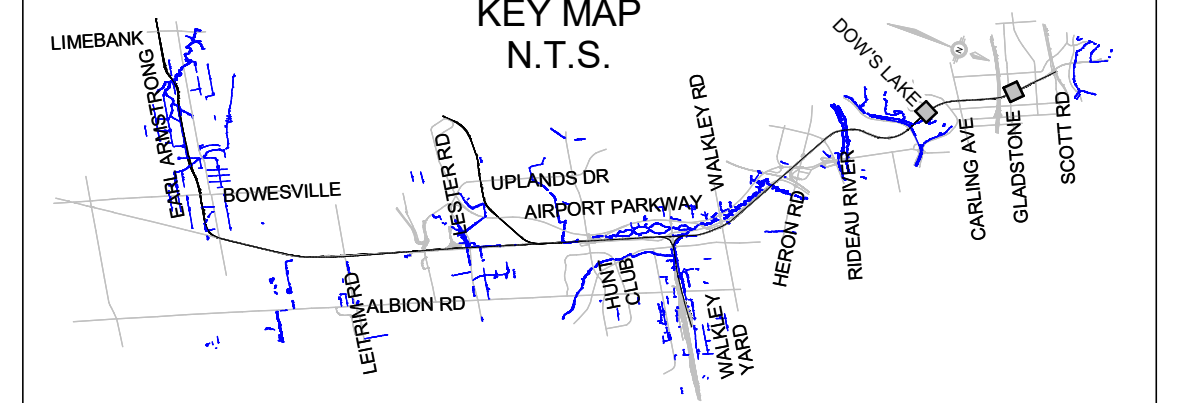 KEY MAP
N.T.S.
LIMEBANK
EARL ARMSTRONG
BOWESVILLE
LESTER RD
UPLANDS DR
AIRPORT PARKWAY
WALKLEY RD
DOW'S LAKE
N
LEITRIM RD
ALBION RD
HUNT
CLUB
WALKLEY
YARD
HERON RD
RIDEAU RIVER
CARLING AVE
GLADSTONE
SCOTT RD